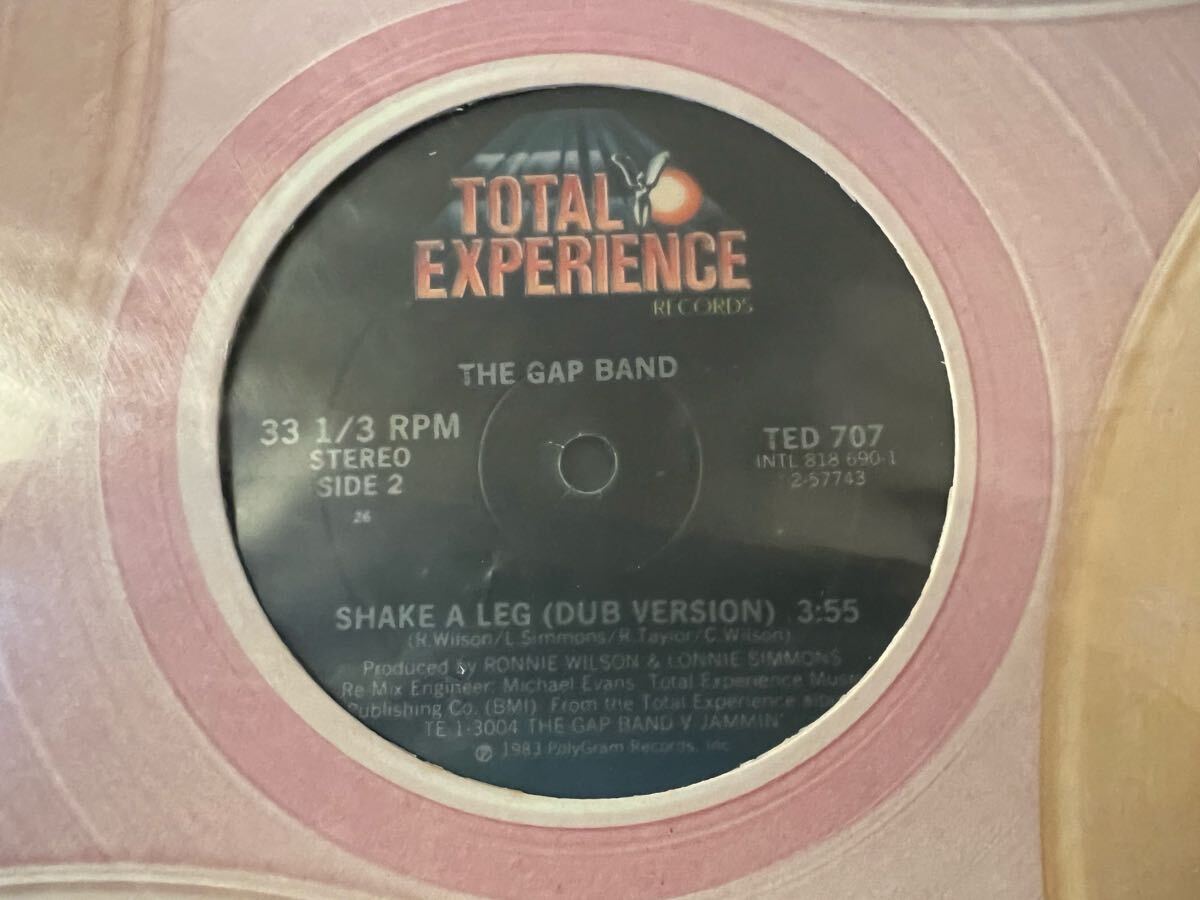 TOTAL
EXPERIENCE
RECORDS
THE GAP BAND
33 1/3 RPM
STEREO
SIDE 2
26
TED 707
INTL 818 690-1
2-57743
SHAKE A LEG (DUB VERSION) 3:55
(R. Wilson/L. Simmons/R. Taylor/C. Wilson)
Produced by RONNIE WILSON & LONNIE SIMMONS
Re-Mix Engineer: Michael Evans. Total Experience
Publishing Co. (BMI). From the Total Experience
TE 1-3004 THE GAP BAND V JAMMIN'
℗ 1983 PolyGram Records, Inc.